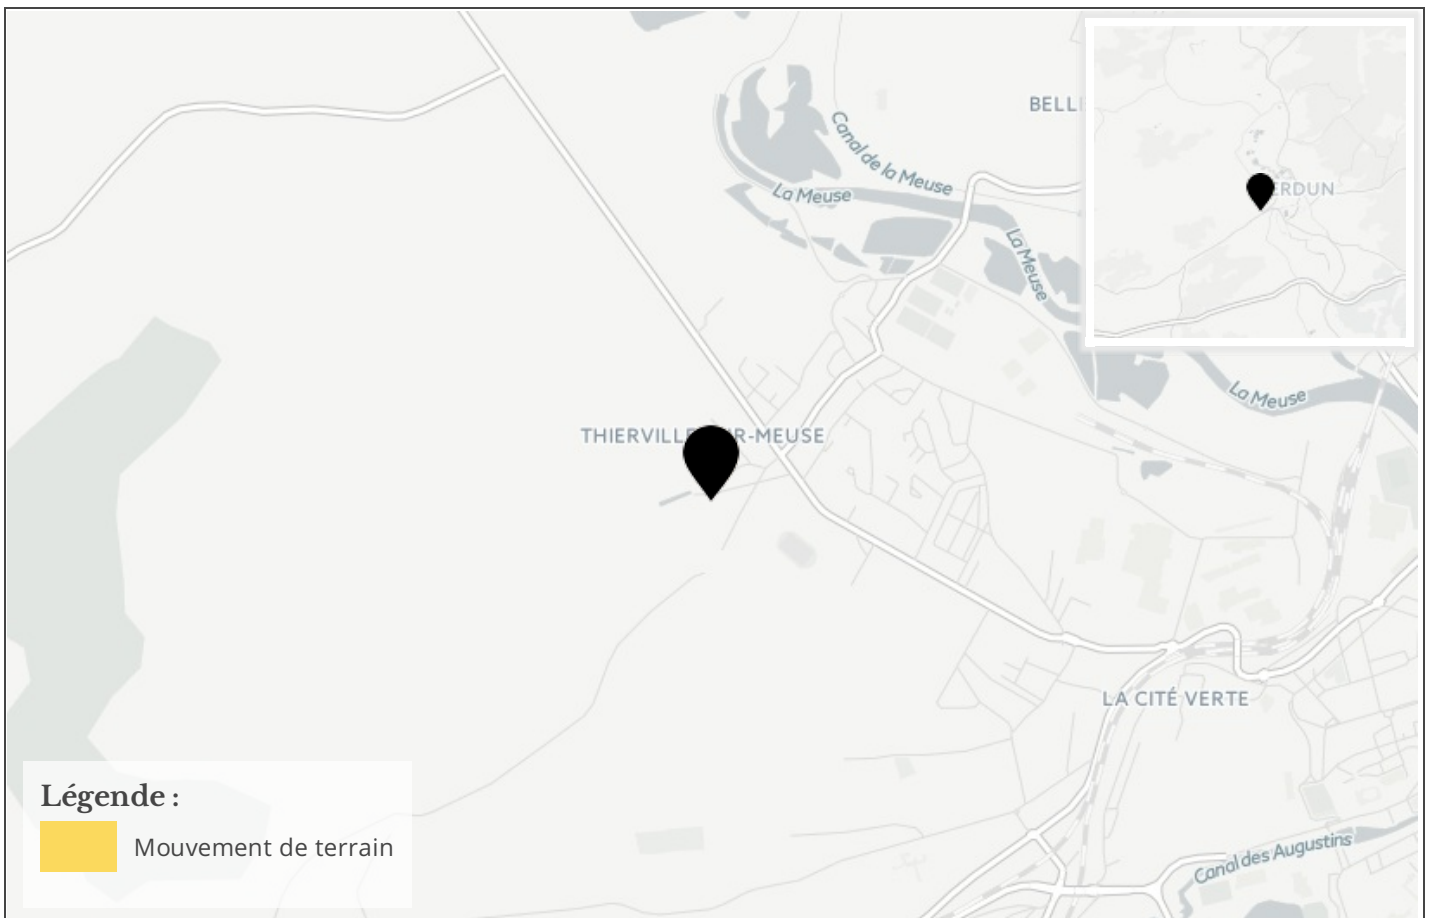 BELL
Canal de la Meuse
La Meuse
ERDUN
La Meuse
La Meuse
THIERVILLE R-MEUSE
LA CITÉ VERTE
Légende :
Mouvement de terrain
Canal des Augustins